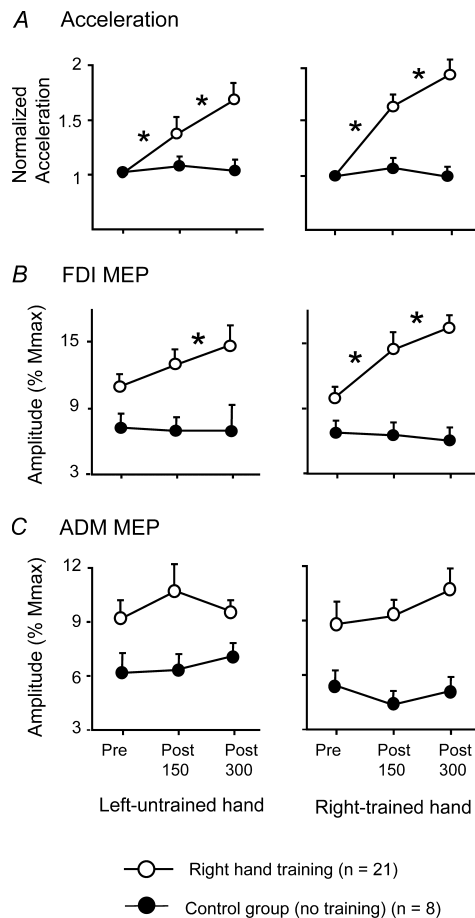 A Acceleration
Normalized
Acceleration
2
1.5
1
*
*
*
*
B FDI MEP
Amplitude (% Mmax)
15
9
3
*
*
*
C ADM MEP
Amplitude (% Mmax)
12
9
6
3
Pre
Post
150
Post
300
Pre
Post
150
Post
300
Left-untrained hand
Right-trained hand
Right hand training (n = 21)
Control group (no training) (n = 8)